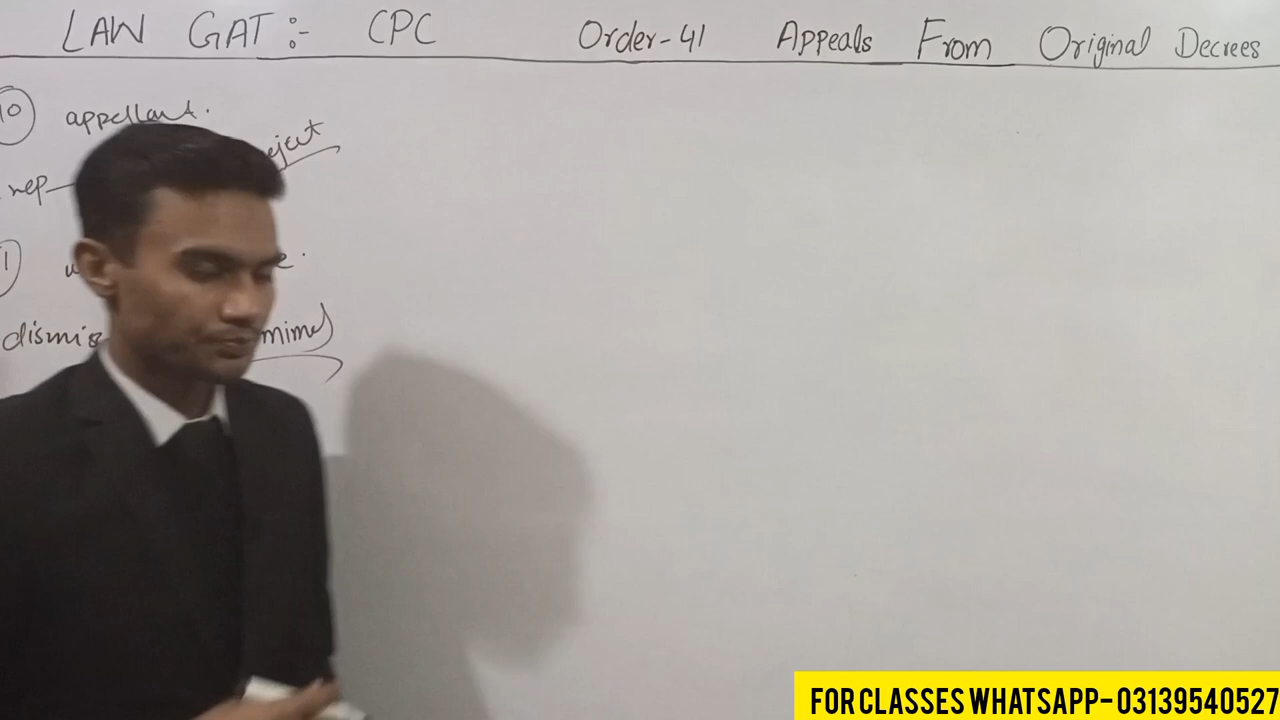 LAW GAT:- CPC Order-41 Appeals From Original Decrees
10 appellant.
rep
eject
1
dismis
mime)
FOR CLASSES WHATSAPP- 03139540527